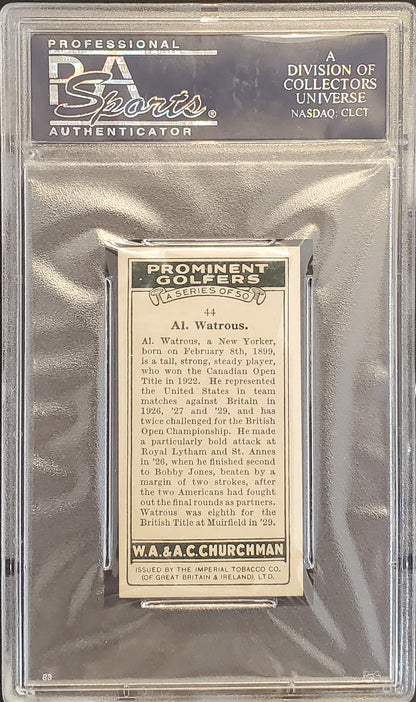 PROFESSIONAL
PSA
Sports®
AUTHENTICATOR
A
DIVISION OF
COLLECTORS
UNIVERSE
NASDAQ: CLCT
PROMINENT
GOLFERS
A SERIES OF 50
44
Al. Watrous.
Al. Watrous, a New Yorker,
born on February 8th, 1899,
is a tall, strong, steady player,
who won the Canadian Open
Title in 1922. He represented
the United States in team
matches against Britain in
1926, '27 and '29, and has
twice challenged for the British
Open Championship. He made
a particularly bold attack at
Royal Lytham and St. Annes
in '26, when he finished second
to Bobby Jones, beaten by a
margin of two strokes, after
the two Americans had fought
out the final rounds as partners.
Watrous was eighth for the
British Title at Muirfield in '29.
W.A. & A.C. CHURCHMAN
ISSUED BY THE IMPERIAL TOBACCO CO.
(OF GREAT BRITAIN & IRELAND), LTD.